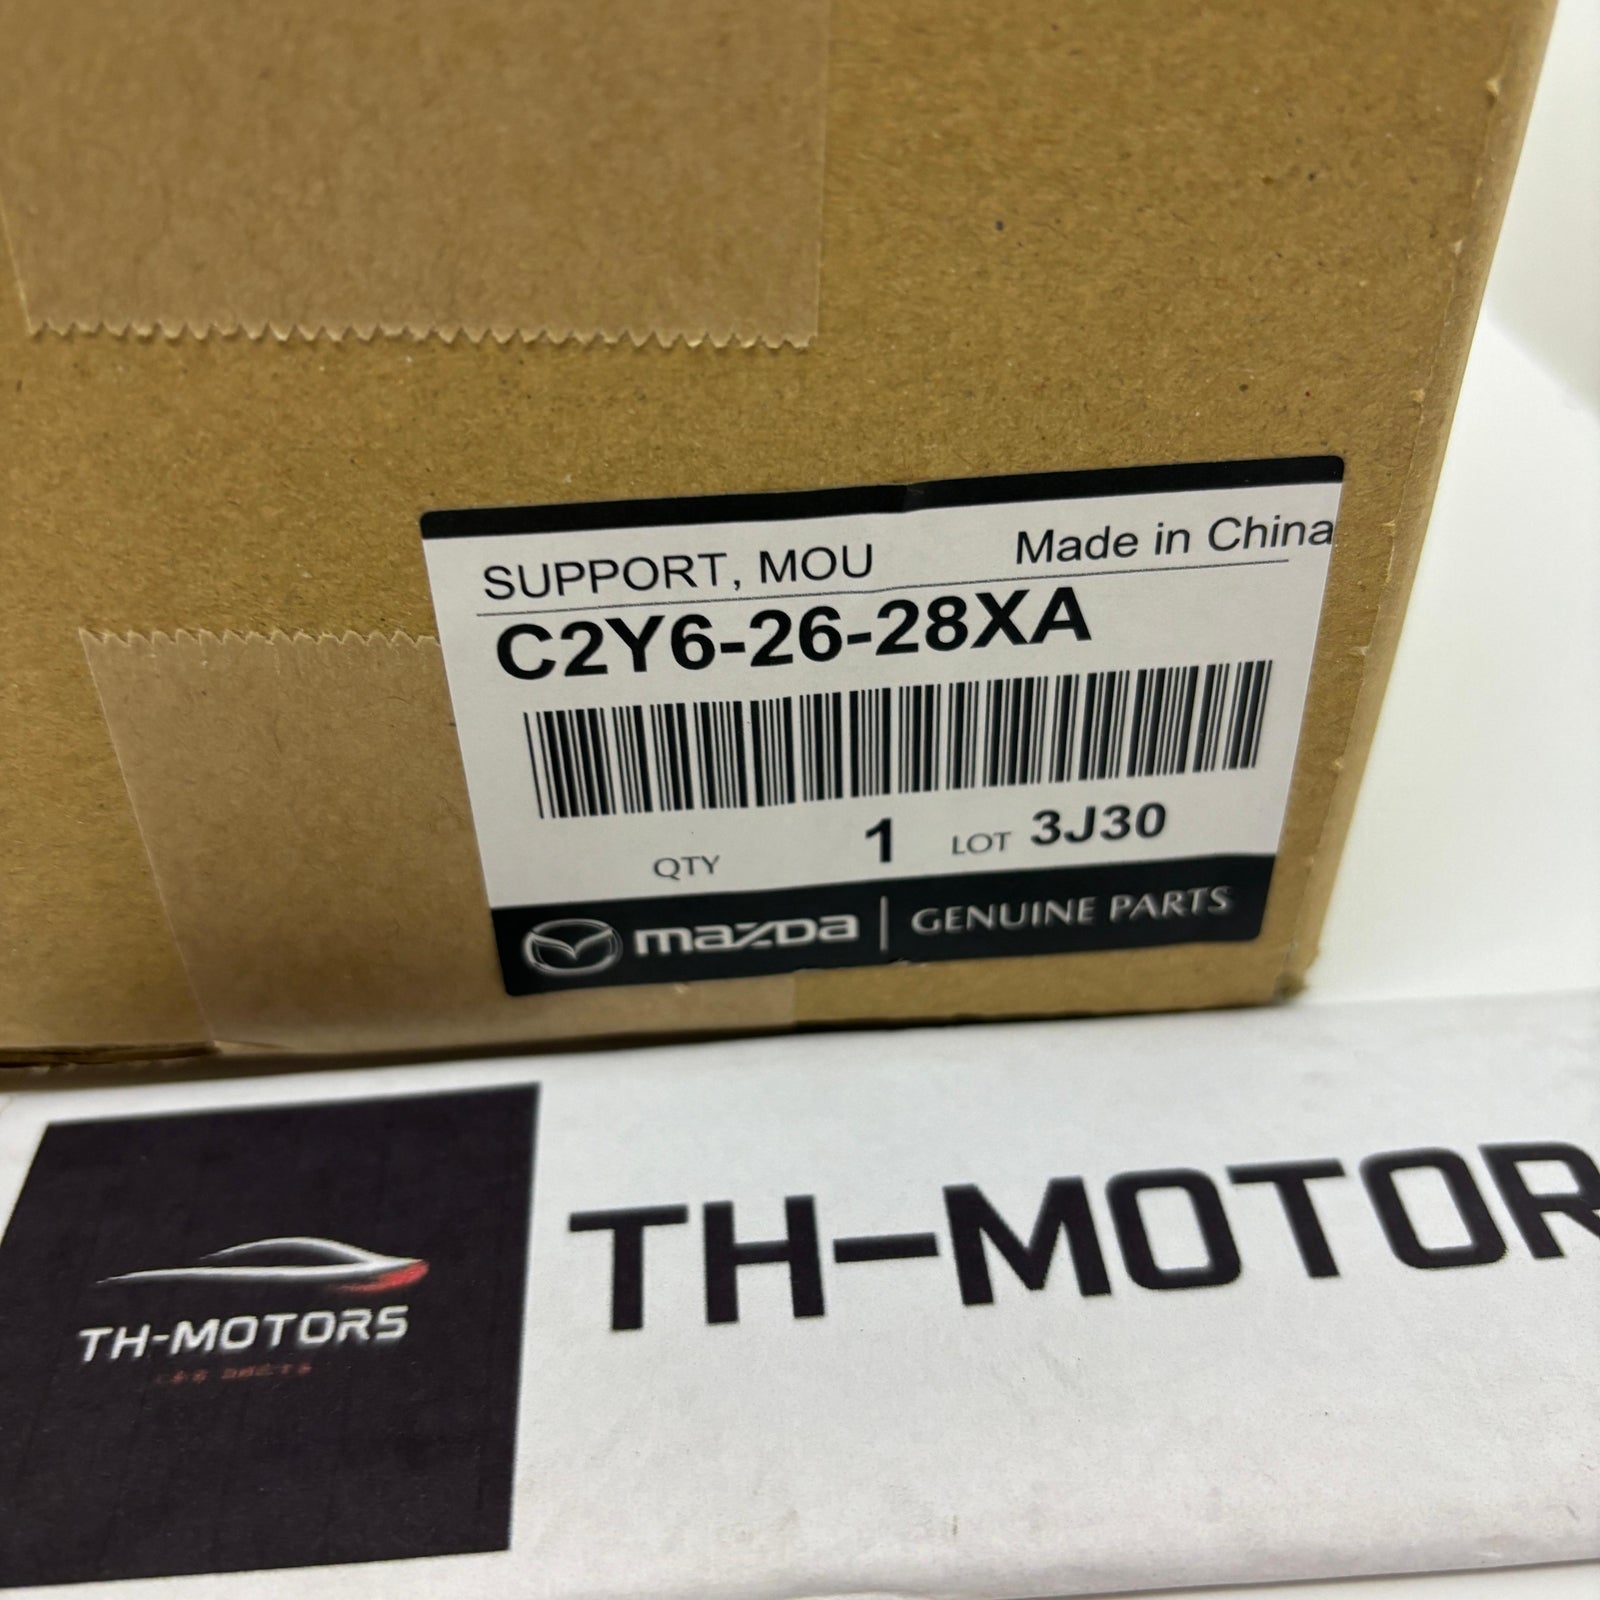 SUPPORT, MOU Made in China
C2Y6-26-28XA
QTY 1 LOT 3J30
mazda | GENUINE PARTS
TH-MOTOR
TH-MOTORS